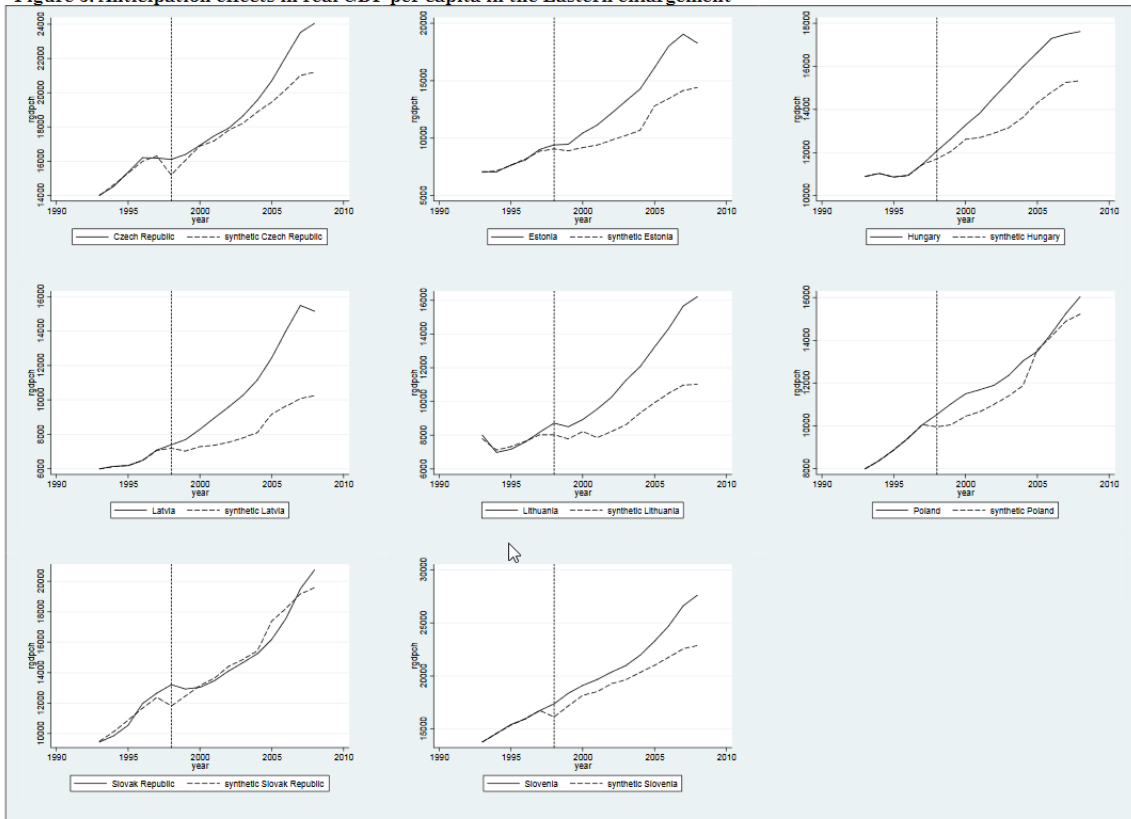 Figure Anticipation effects in real GDP per capita in the Eastern enlargement
24000
22000
20000
18000
16000
14000
rgdpch
1990 1995 2000 2005 2010
year
Czech Republic synthetic Czech Republic
20000
15000
10000
5000
rgdpch
1990 1995 2000 2005 2010
year
Estonia synthetic Estonia
18000
16000
14000
12000
10000
rgdpch
1990 1995 2000 2005 2010
year
Hungary synthetic Hungary
16000
14000
12000
10000
8000
6000
rgdpch
1990 1995 2000 2005 2010
year
Latvia synthetic Latvia
16000
14000
12000
10000
8000
6000
rgdpch
1990 1995 2000 2005 2010
year
Lithuania synthetic Lithuania
16000
14000
12000
10000
8000
rgdpch
1990 1995 2000 2005 2010
year
Poland synthetic Poland
20000
18000
16000
14000
12000
10000
rgdpch
1990 1995 2000 2005 2010
year
Slovak Republic synthetic Slovak Republic
30000
25000
20000
15000
rgdpch
1990 1995 2000 2005 2010
year
Slovenia synthetic Slovenia